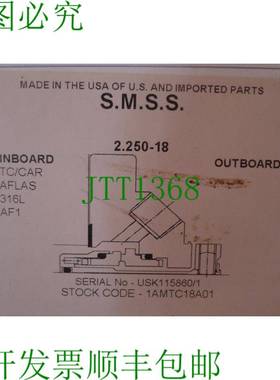 图必究
MADE IN THE USA OF U.S. AND IMPORTED PARTS
S.M.S.S.
2.250-18
INBOARD
OUTBOARD
TC/CAR
AFLAS
316L
AF1
JTT1368
SERIAL No - USK115860/1
STOCK CODE - 1AMTC18A01
开发票顺丰包邮